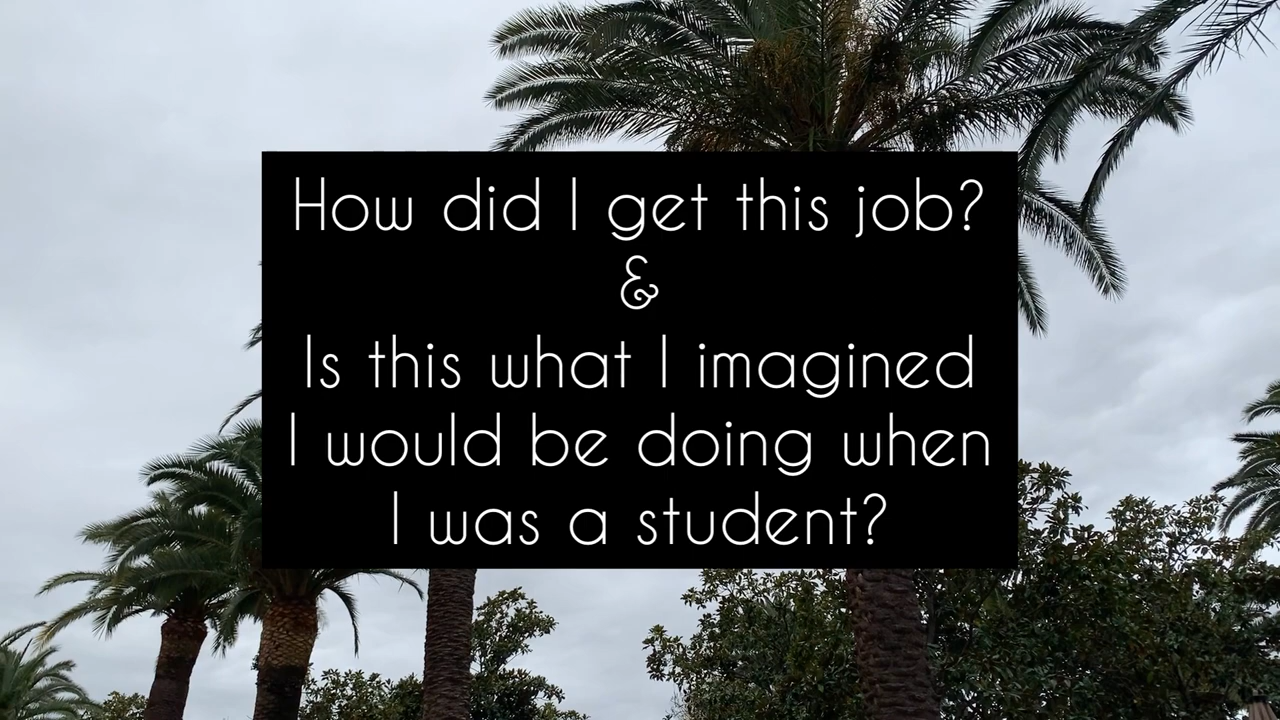 How did I get this job?
&
Is this what I imagined
I would be doing when
I was a student?